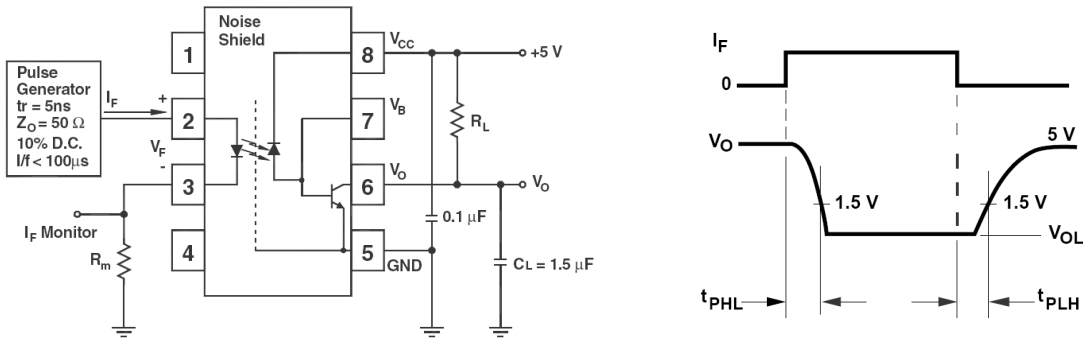 Noise
Shield
1
2
3
4
8
7
6
5
V_CC
V_B
V_O
GND
Pulse
Generator
tr = 5ns
Z_O = 50 Ω
10% D.C.
I/f < 100μs
I_F
+
V_F
-
I_F Monitor
R_m
+5 V
R_L
V_O
0.1 μF
C_L = 1.5 μF
I_F
0
V_O
5 V
1.5 V
1.5 V
V_OL
t_PHL
t_PLH